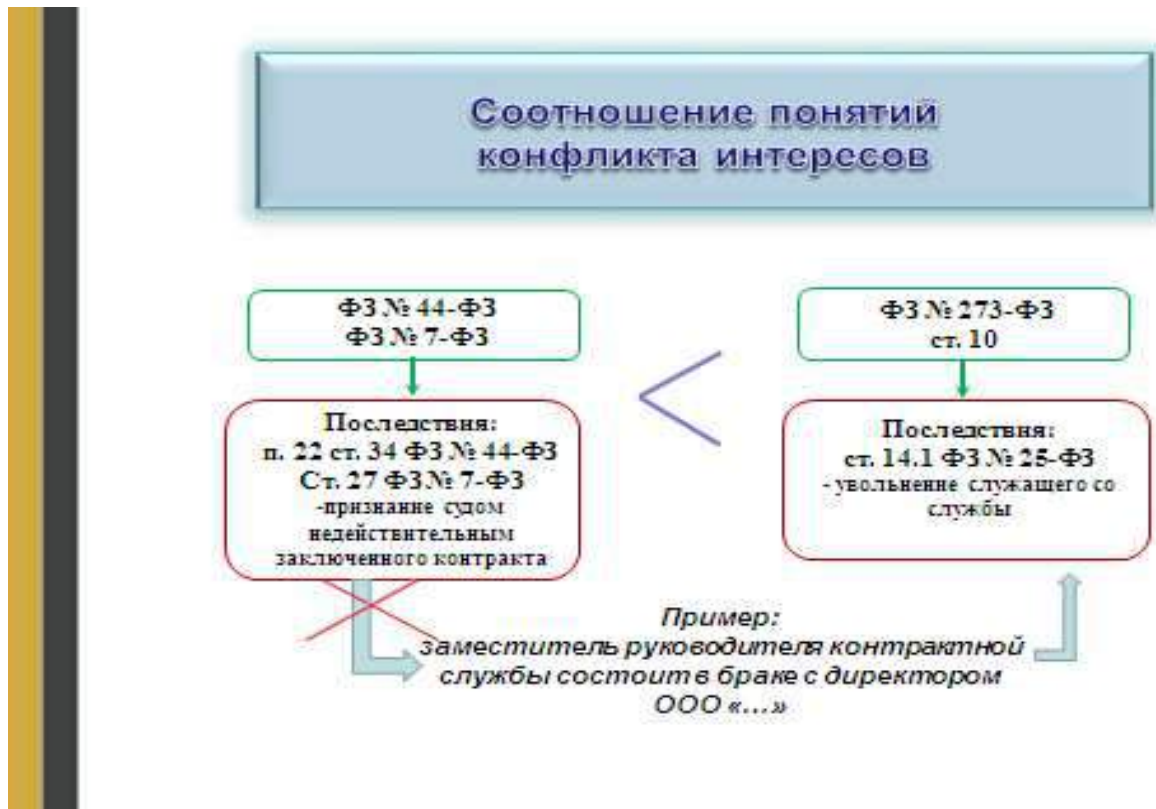 Соотношение понятий
конфликта интересов
ФЗ № 44-ФЗ
ФЗ № 7-ФЗ
Последствия:
п. 22 ст. 34 ФЗ № 44-ФЗ
Ст. 27 ФЗ № 7-ФЗ
-признание судом
недействительным
заключенного контракта
<
ФЗ № 273-ФЗ
ст. 10
Последствия:
ст. 14.1 ФЗ № 25-ФЗ
- увольнение служащего со
службы
Пример:
заместитель руководителя контрактной
службы состоит в браке с директором
ООО «...»